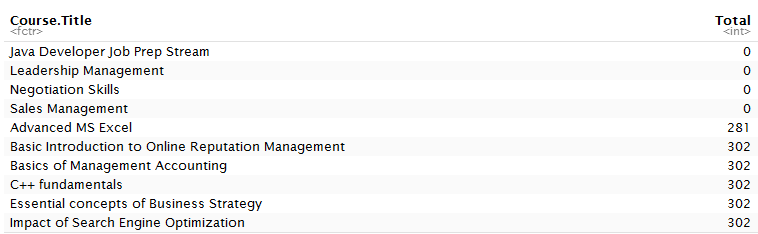 Course.Title Total
<fctr> <int>
Java Developer Job Prep Stream 0
Leadership Management 0
Negotiation Skills 0
Sales Management 0
Advanced MS Excel 281
Basic Introduction to Online Reputation Management 302
Basics of Management Accounting 302
C++ fundamentals 302
Essential concepts of Business Strategy 302
Impact of Search Engine Optimization 302